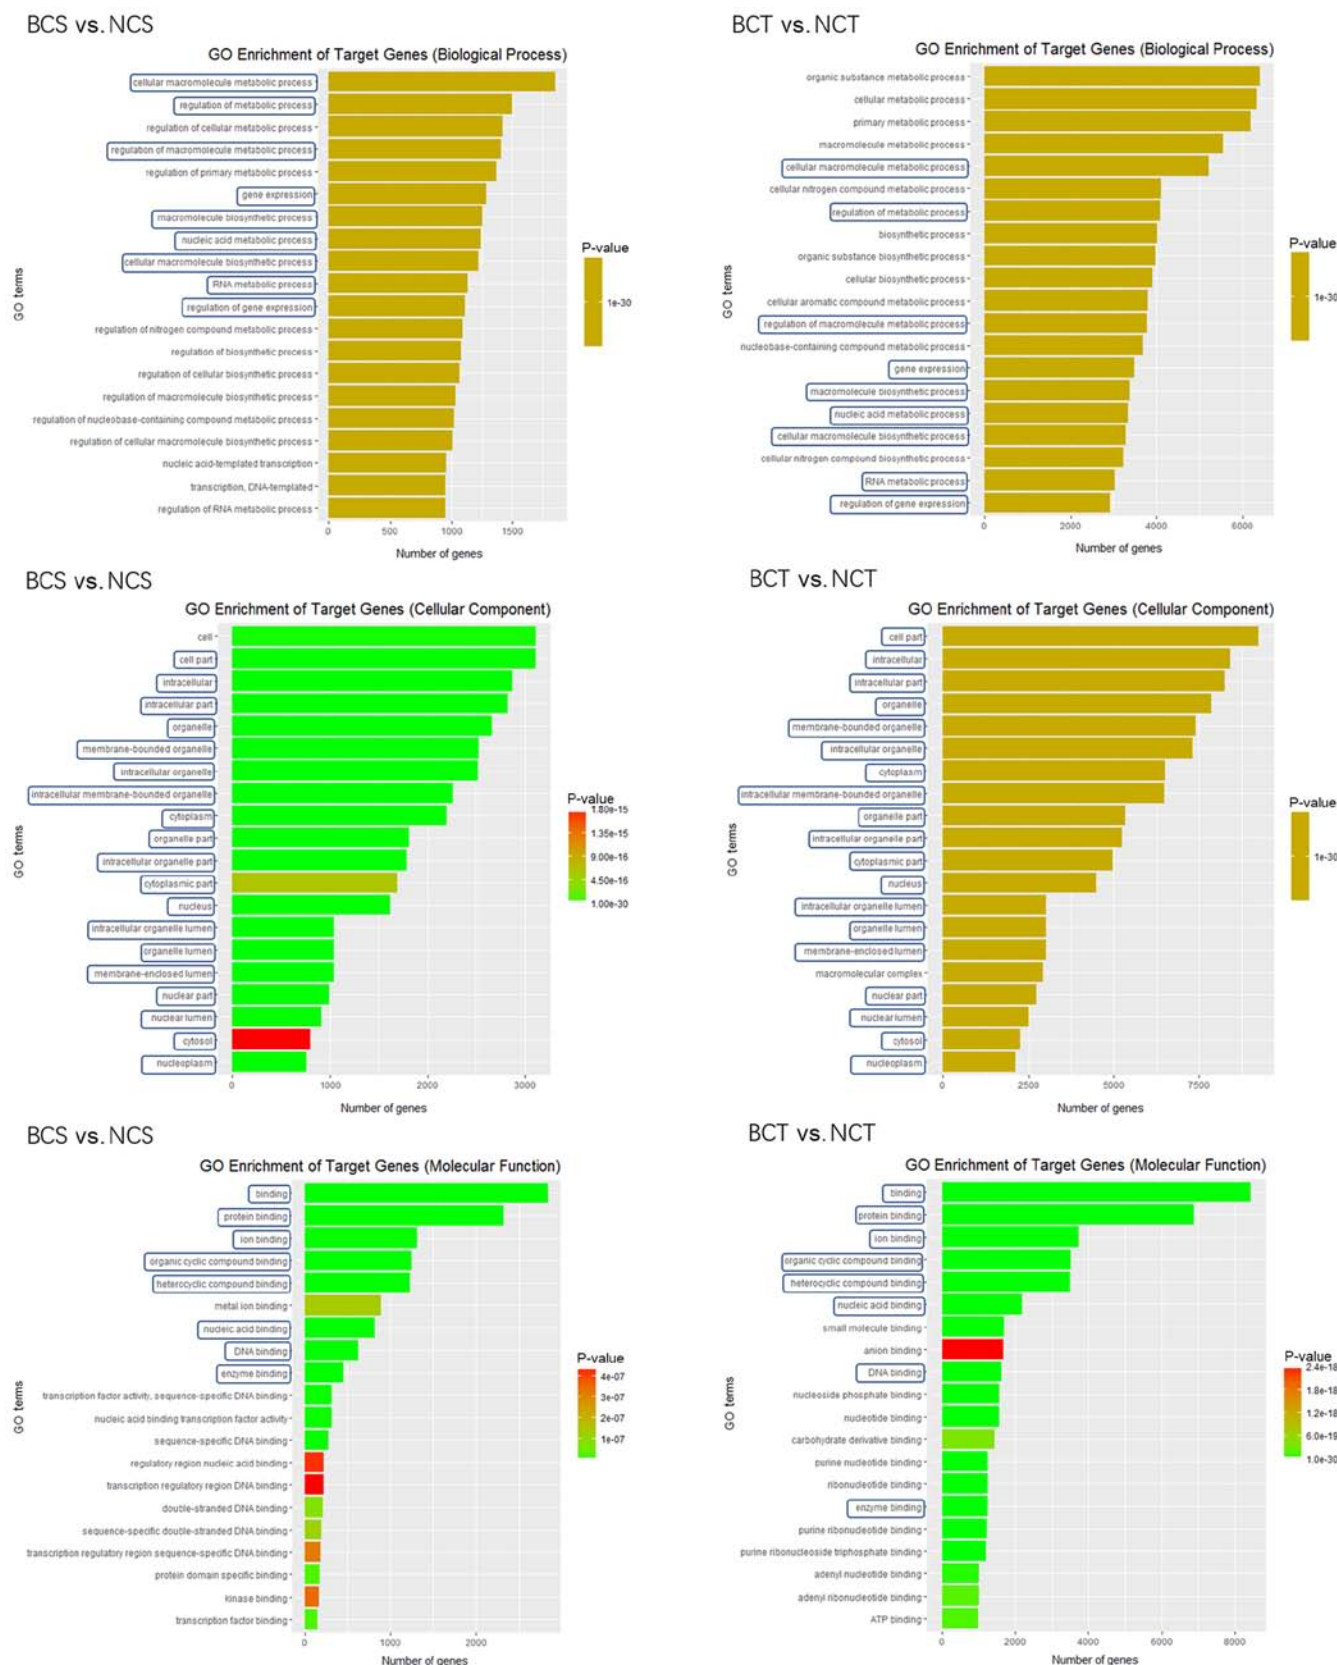 BCS vs. NCS
GO Enrichment of Target Genes (Biological Process)
cellular macromolecule metabolic process
regulation of metabolic process
regulation of cellular metabolic process
regulation of macromolecule metabolic process
regulation of primary metabolic process
gene expression
macromolecule biosynthetic process
nucleic acid metabolic process
cellular macromolecule biosynthetic process
RNA metabolic process
regulation of gene expression
regulation of nitrogen compound metabolic process
regulation of biosynthetic process
regulation of cellular biosynthetic process
regulation of macromolecule biosynthetic process
regulation of nucleobase-containing compound metabolic process
regulation of cellular macromolecule biosynthetic process
nucleic acid-templated transcription
transcription, DNA-templated
regulation of RNA metabolic process
GO terms
0 500 1000 1500
Number of genes
P-value
1e-30
BCT vs. NCT
GO Enrichment of Target Genes (Biological Process)
organic substance metabolic process
cellular metabolic process
primary metabolic process
macromolecule metabolic process
cellular macromolecule metabolic process
cellular nitrogen compound metabolic process
regulation of metabolic process
biosynthetic process
organic substance biosynthetic process
cellular biosynthetic process
cellular aromatic compound metabolic process
regulation of macromolecule metabolic process
nucleobase-containing compound metabolic process
gene expression
macromolecule biosynthetic process
nucleic acid metabolic process
cellular macromolecule biosynthetic process
cellular nitrogen compound biosynthetic process
RNA metabolic process
regulation of gene expression
GO terms
0 2000 4000 6000
Number of genes
P-value
1e-30
BCS vs. NCS
GO Enrichment of Target Genes (Cellular Component)
cell
cell part
intracellular
intracellular part
organelle
membrane-bounded organelle
intracellular organelle
intracellular membrane-bounded organelle
cytoplasm
organelle part
intracellular organelle part
cytoplasmic part
nucleus
intracellular organelle lumen
organelle lumen
membrane-enclosed lumen
nuclear part
nuclear lumen
cytosol
nucleoplasm
GO terms
0 1000 2000 3000
Number of genes
P-value
1.80e-15
1.35e-15
9.00e-16
4.50e-16
1.00e-30
BCT vs. NCT
GO Enrichment of Target Genes (Cellular Component)
cell part
intracellular
intracellular part
organelle
membrane-bounded organelle
intracellular organelle
cytoplasm
intracellular membrane-bounded organelle
organelle part
intracellular organelle part
cytoplasmic part
nucleus
intracellular organelle lumen
organelle lumen
membrane-enclosed lumen
macromolecular complex
nuclear part
nuclear lumen
cytosol
nucleoplasm
GO terms
0 2500 5000 7500
Number of genes
P-value
1e-30
BCS vs. NCS
GO Enrichment of Target Genes (Molecular Function)
binding
protein binding
ion binding
organic cyclic compound binding
heterocyclic compound binding
metal ion binding
nucleic acid binding
DNA binding
enzyme binding
transcription factor activity, sequence-specific DNA binding
nucleic acid binding transcription factor activity
sequence-specific DNA binding
regulatory region nucleic acid binding
transcription regulatory region DNA binding
double-stranded DNA binding
sequence-specific double-stranded DNA binding
transcription regulatory region sequence-specific DNA binding
protein domain specific binding
kinase binding
transcription factor binding
GO terms
0 1000 2000
Number of genes
P-value
4e-07
3e-07
2e-07
1e-07
BCT vs. NCT
GO Enrichment of Target Genes (Molecular Function)
binding
protein binding
ion binding
organic cyclic compound binding
heterocyclic compound binding
nucleic acid binding
small molecule binding
anion binding
DNA binding
nucleoside phosphate binding
nucleotide binding
carbohydrate derivative binding
purine nucleotide binding
ribonucleotide binding
enzyme binding
purine ribonucleotide binding
purine ribonucleoside triphosphate binding
adenyl nucleotide binding
adenyl ribonucleotide binding
ATP binding
GO terms
0 2000 4000 6000 8000
Number of genes
P-value
2.4e-18
1.8e-18
1.2e-18
6.0e-19
1.0e-30